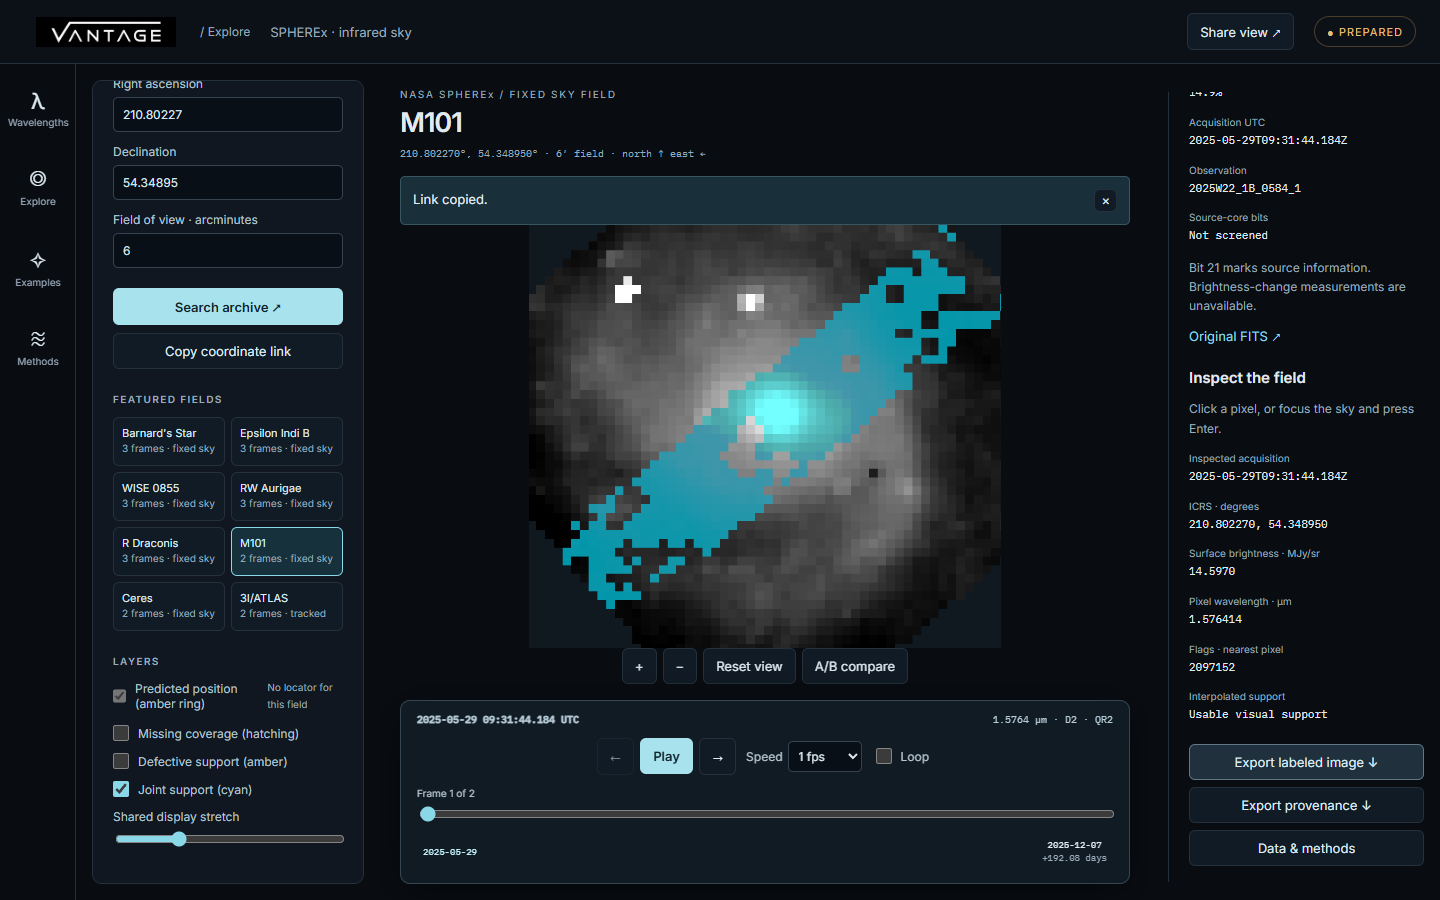 VANTAGE
/ Explore
SPHEREx · infrared sky
Share view ↗
● PREPARED
λ
Wavelengths
Explore
Examples
Methods
Right ascension
210.80227
Declination
54.34895
Field of view · arcminutes
6
Search archive ↗
Copy coordinate link
FEATURED FIELDS
Barnard's Star
3 frames · fixed sky
Epsilon Indi B
3 frames · fixed sky
WISE 0855
3 frames · fixed sky
RW Aurigae
3 frames · fixed sky
R Draconis
3 frames · fixed sky
M101
2 frames · fixed sky
Ceres
2 frames · fixed sky
3I/ATLAS
2 frames · tracked
LAYERS
Predicted position
(amber ring)
No locator for
this field
Missing coverage (hatching)
Defective support (amber)
Joint support (cyan)
Shared display stretch
NASA SPHEREx / FIXED SKY FIELD
M101
210.802270°, 54.348950° · 6′ field · north ↑ east ←
Link copied.
×
+
−
Reset view
A/B compare
2025-05-29 09:31:44.184 UTC
1.5764 μm · D2 · QR2
←
Play
→
Speed
1 fps
Loop
Frame 1 of 2
2025-05-29
2025-12-07
+192.08 days
14.9%
Acquisition UTC
2025-05-29T09:31:44.184Z
Observation
2025W22_1B_0584_1
Source-core bits
Not screened
Bit 21 marks source information.
Brightness-change measurements are
unavailable.
Original FITS ↗
Inspect the field
Click a pixel, or focus the sky and press
Enter.
Inspected acquisition
2025-05-29T09:31:44.184Z
ICRS · degrees
210.802270, 54.348950
Surface brightness · MJy/sr
14.5970
Pixel wavelength · μm
1.576414
Flags · nearest pixel
2097152
Interpolated support
Usable visual support
Export labeled image ↓
Export provenance ↓
Data & methods